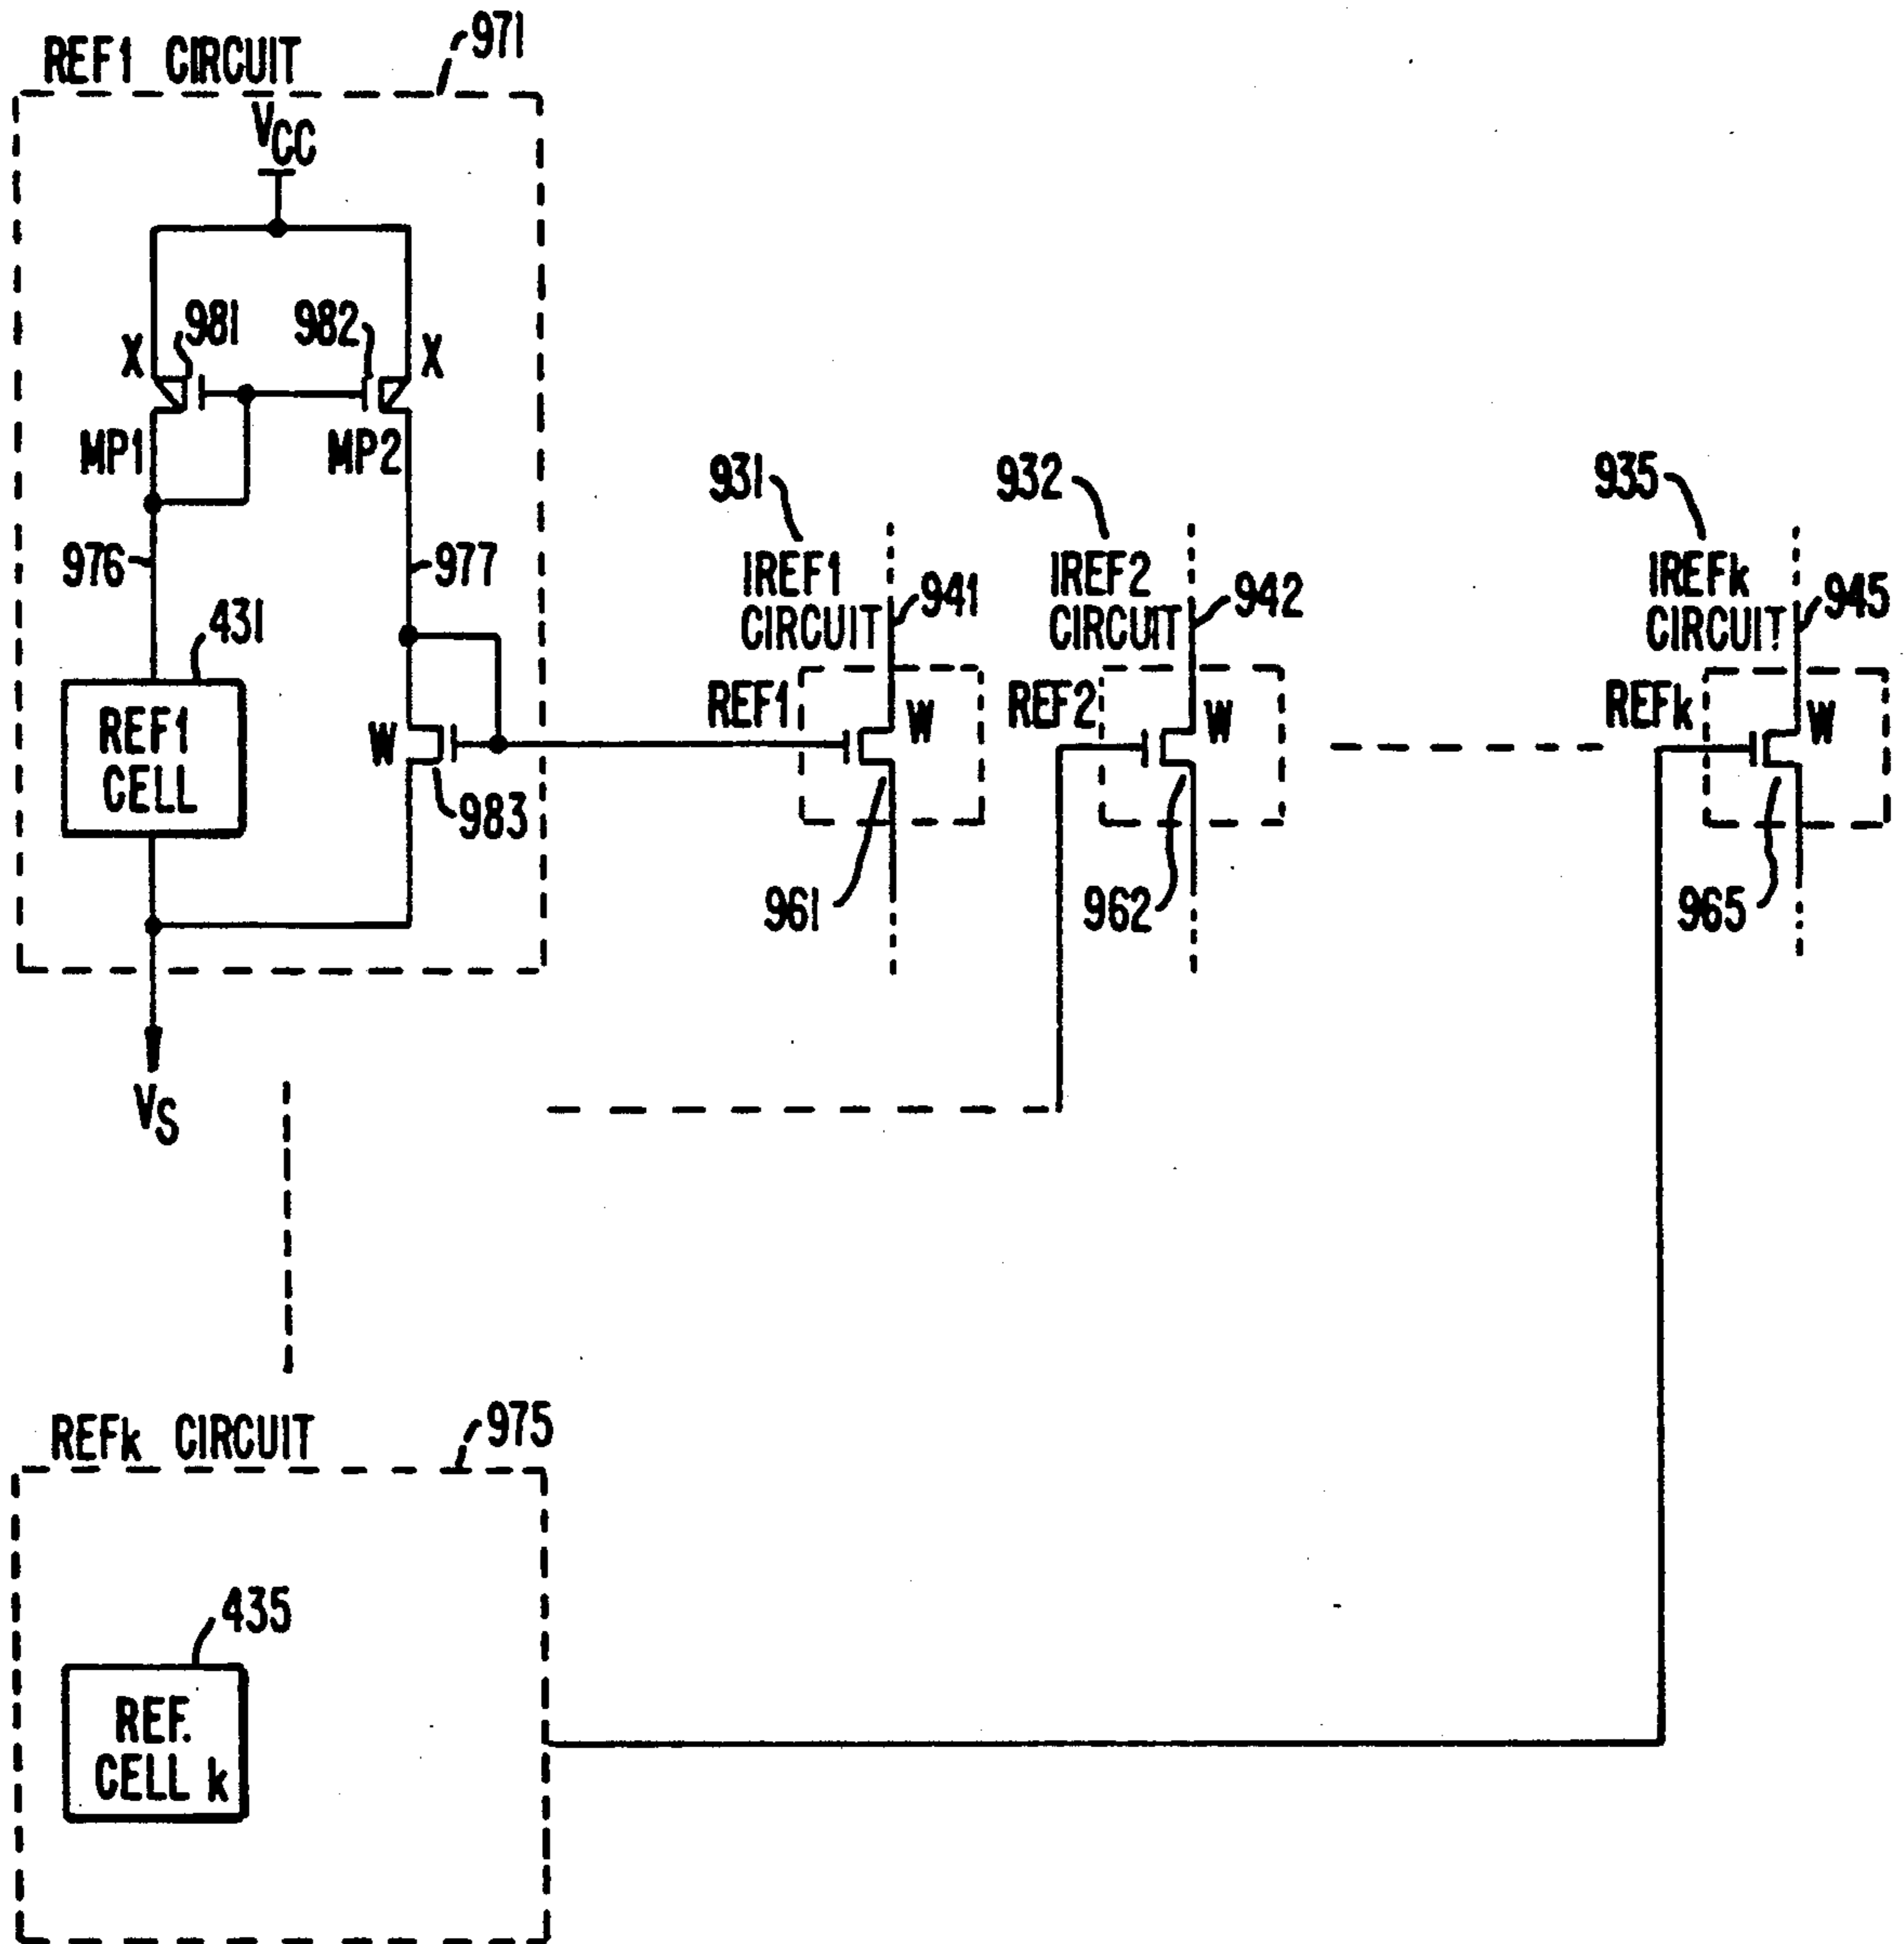 REF1 CIRCUIT
971
VCC
981
982
X
X
MP1
MP2
976
977
431
REF1
CELL
W
983
931
IREF1
CIRCUIT
941
REF1
W
961
932
IREF2
CIRCUIT
942
REF2
W
962
935
IREFk
CIRCUIT
945
REFk
W
965
VS
REFk CIRCUIT
975
435
REF.
CELL k